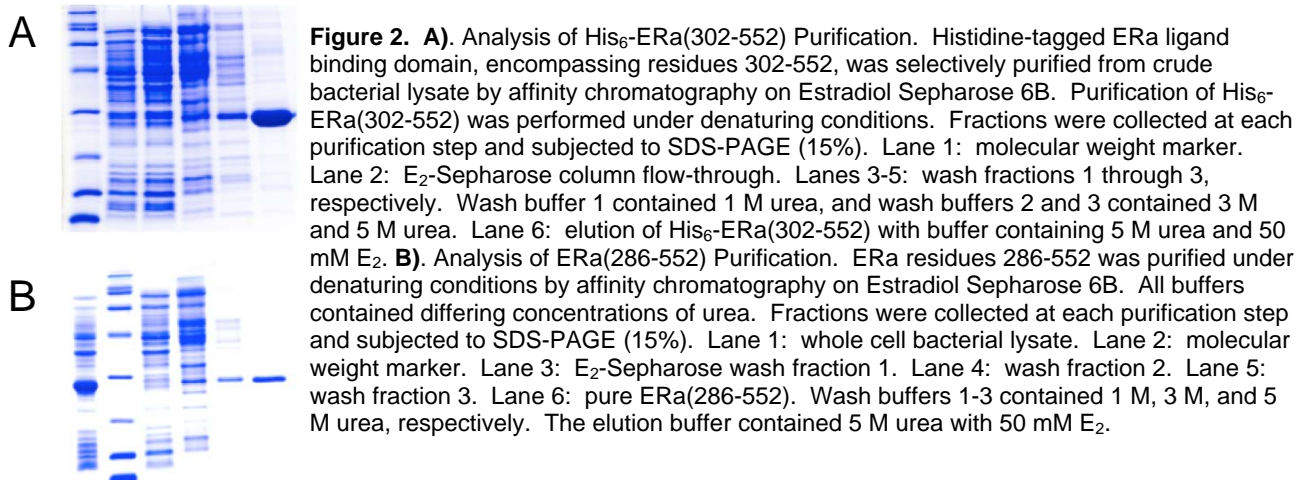 A
Figure 2. A). Analysis of His6-ERa(302-552) Purification. Histidine-tagged ERa ligand
binding domain, encompassing residues 302-552, was selectively purified from crude
bacterial lysate by affinity chromatography on Estradiol Sepharose 6B. Purification of His6-
ERa(302-552) was performed under denaturing conditions. Fractions were collected at each
purification step and subjected to SDS-PAGE (15%). Lane 1: molecular weight marker.
Lane 2: E2-Sepharose column flow-through. Lanes 3-5: wash fractions 1 through 3,
respectively. Wash buffer 1 contained 1 M urea, and wash buffers 2 and 3 contained 3 M
and 5 M urea. Lane 6: elution of His6-ERa(302-552) with buffer containing 5 M urea and 50
mM E2. B). Analysis of ERa(286-552) Purification. ERa residues 286-552 was purified under
denaturing conditions by affinity chromatography on Estradiol Sepharose 6B. All buffers
contained differing concentrations of urea. Fractions were collected at each purification step
and subjected to SDS-PAGE (15%). Lane 1: whole cell bacterial lysate. Lane 2: molecular
weight marker. Lane 3: E2-Sepharose wash fraction 1. Lane 4: wash fraction 2. Lane 5:
wash fraction 3. Lane 6: pure ERa(286-552). Wash buffers 1-3 contained 1 M, 3 M, and 5
M urea, respectively. The elution buffer contained 5 M urea with 50 mM E2.
B